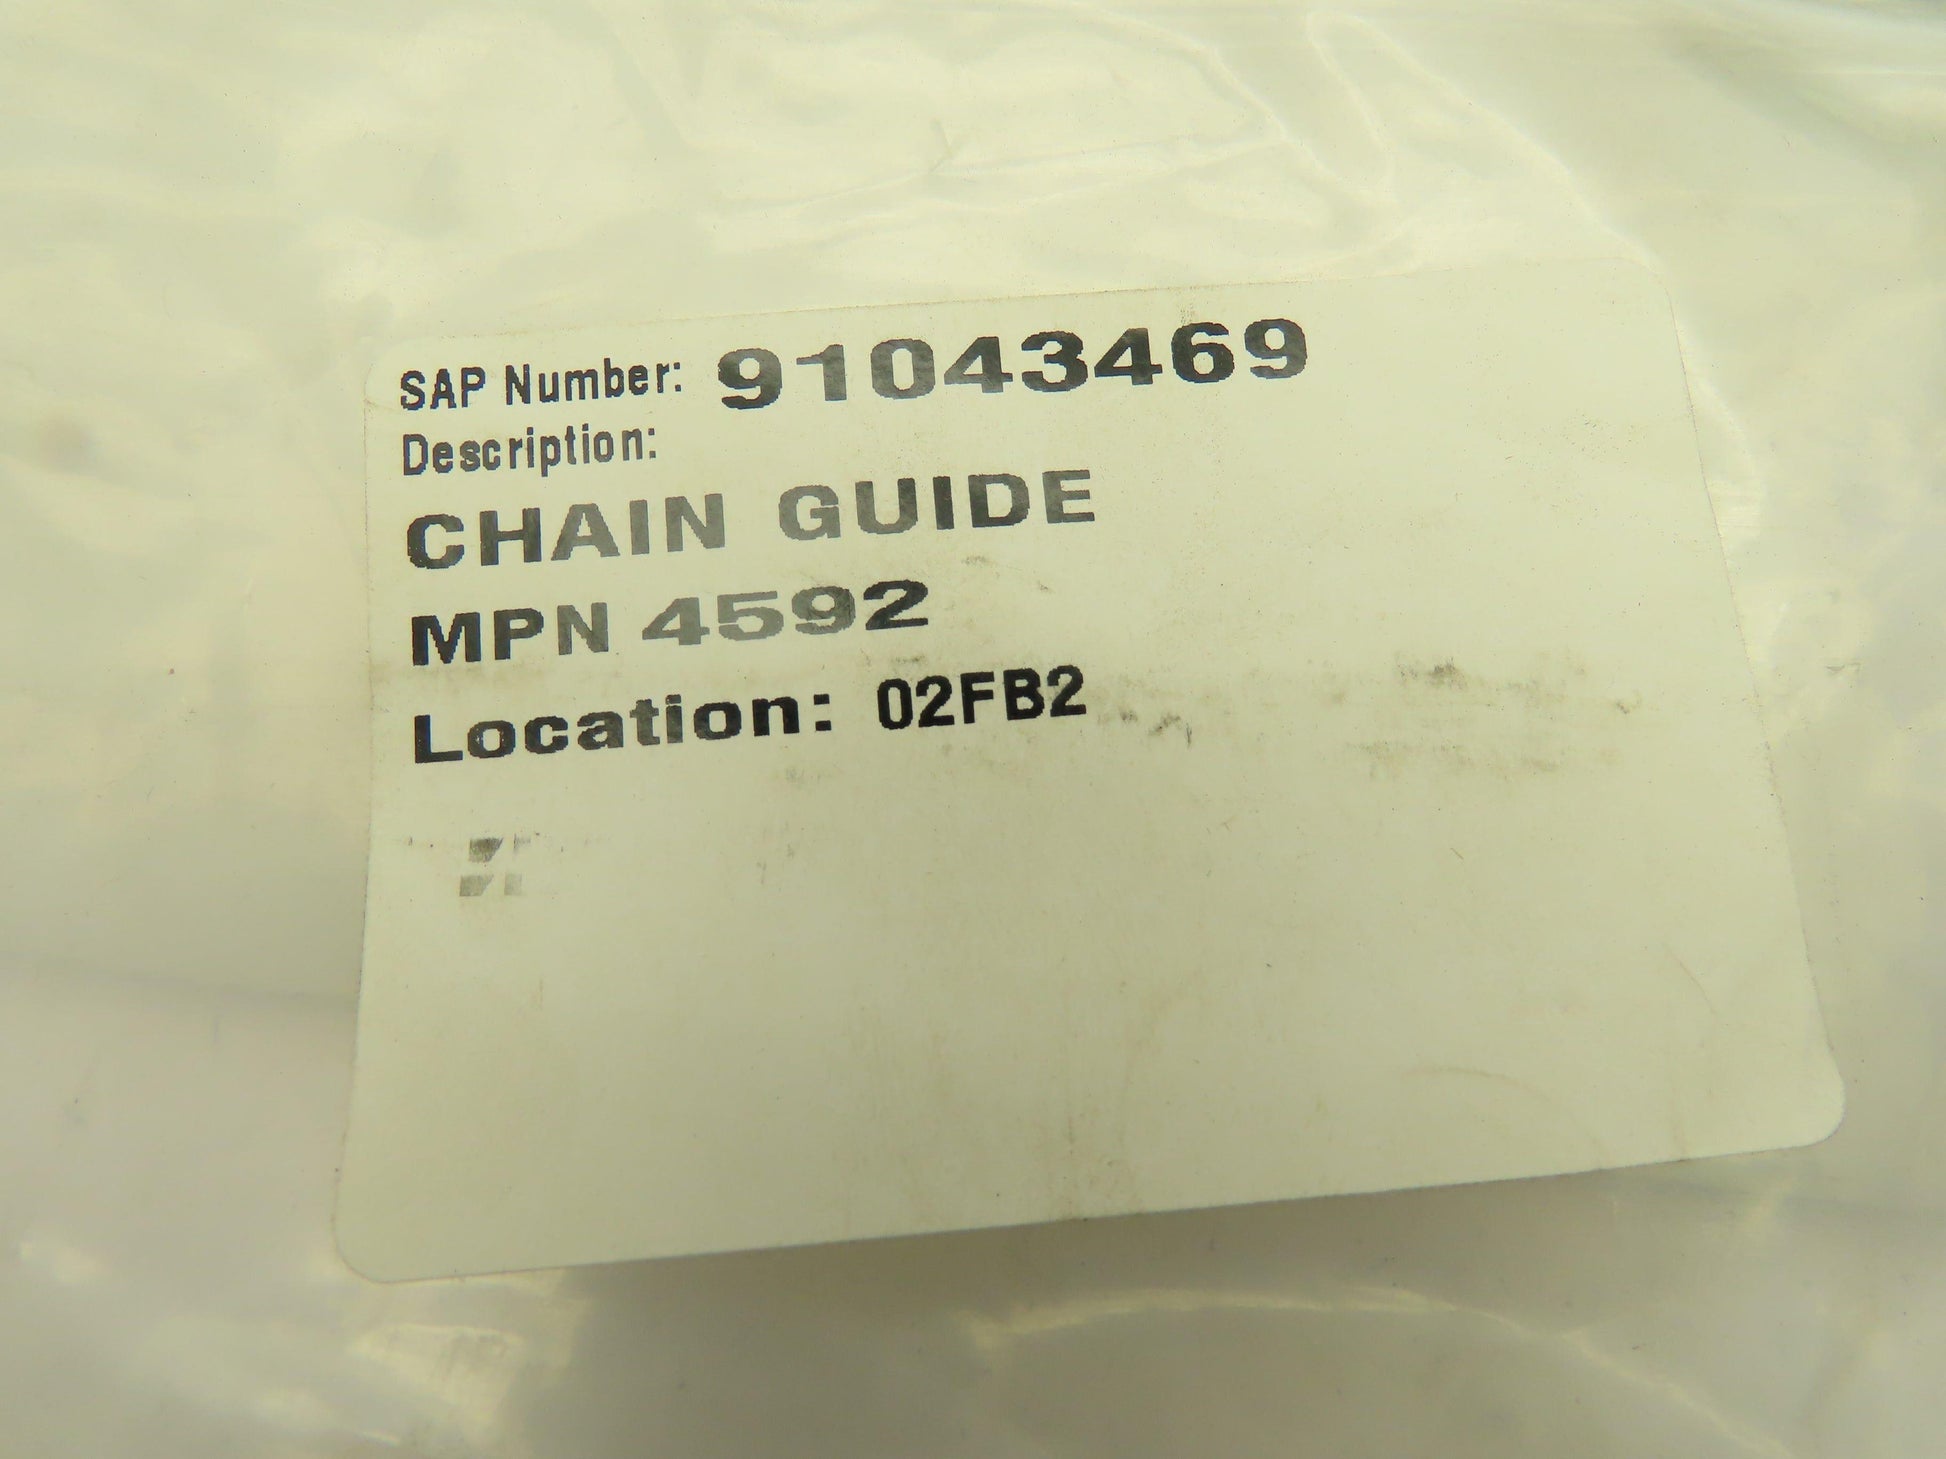 SAP Number: 91043469
Description:
CHAIN GUIDE
MPN 4592
Location: 02FB2